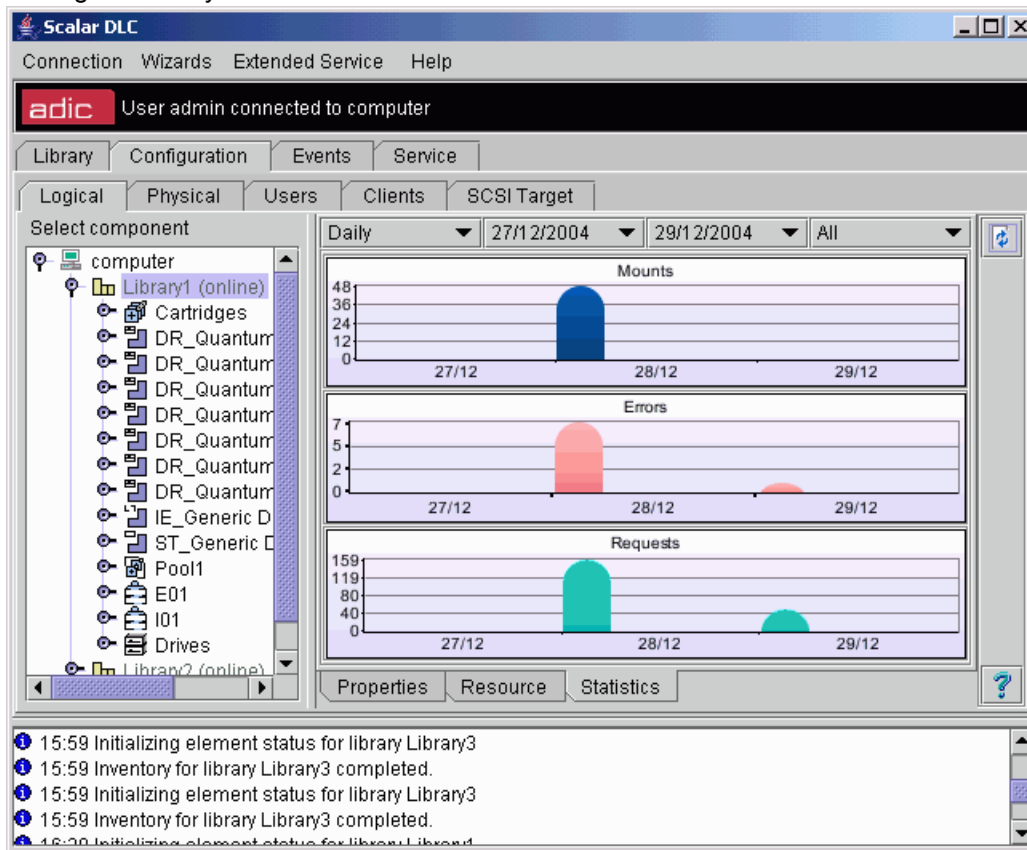 Scalar DLC
Connection Wizards Extended Service Help
adic User admin connected to computer
Library Configuration Events Service
Logical Physical Users Clients SCSI Target
Select component
Daily 27/12/2004 29/12/2004 All
computer
Library1 (online)
Cartridges
DR_Quantum
DR_Quantum
DR_Quantum
DR_Quantum
DR_Quantum
DR_Quantum
DR_Quantum
IE_Generic D
ST_Generic D
Pool1
E01
I01
Drives
Library2 (online)
Mounts
48
36
24
12
0
27/12 28/12 29/12
Errors
7
5
2
0
27/12 28/12 29/12
Requests
159
119
80
40
0
27/12 28/12 29/12
Properties Resource Statistics
15:59 Initializing element status for library Library3
15:59 Inventory for library Library3 completed.
15:59 Initializing element status for library Library3
15:59 Inventory for library Library3 completed.
Initializing element status for library Library1